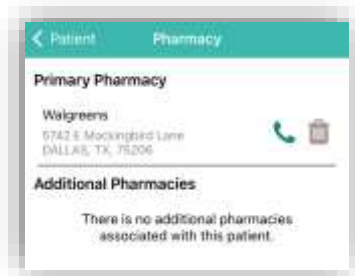 Patient Pharmacy
Primary Pharmacy
Walgreens
5742 E Mockingbird Lane
DALLAS, TX, 75206
Additional Pharmacies
There is no additional pharmacies
associated with this patient.